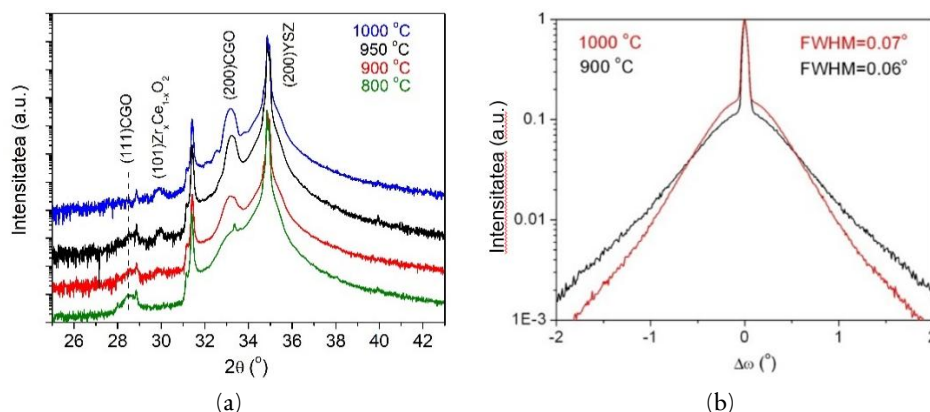 1000 °C
950 °C
900 °C
800 °C
(111)CGO
(101)ZrₓCe₁₋ₓO₂
(200)CGO
(200)YSZ
Intensitatea (a.u.)
26 28 30 32 34 36 38 40 42
2θ (°)
(a)
1000 °C
900 °C
FWHM=0.07°
FWHM=0.06°
Intensitatea (a.u.)
1
0.1
0.01
1E-3
-2 -1 0 1 2
Δω (°)
(b)